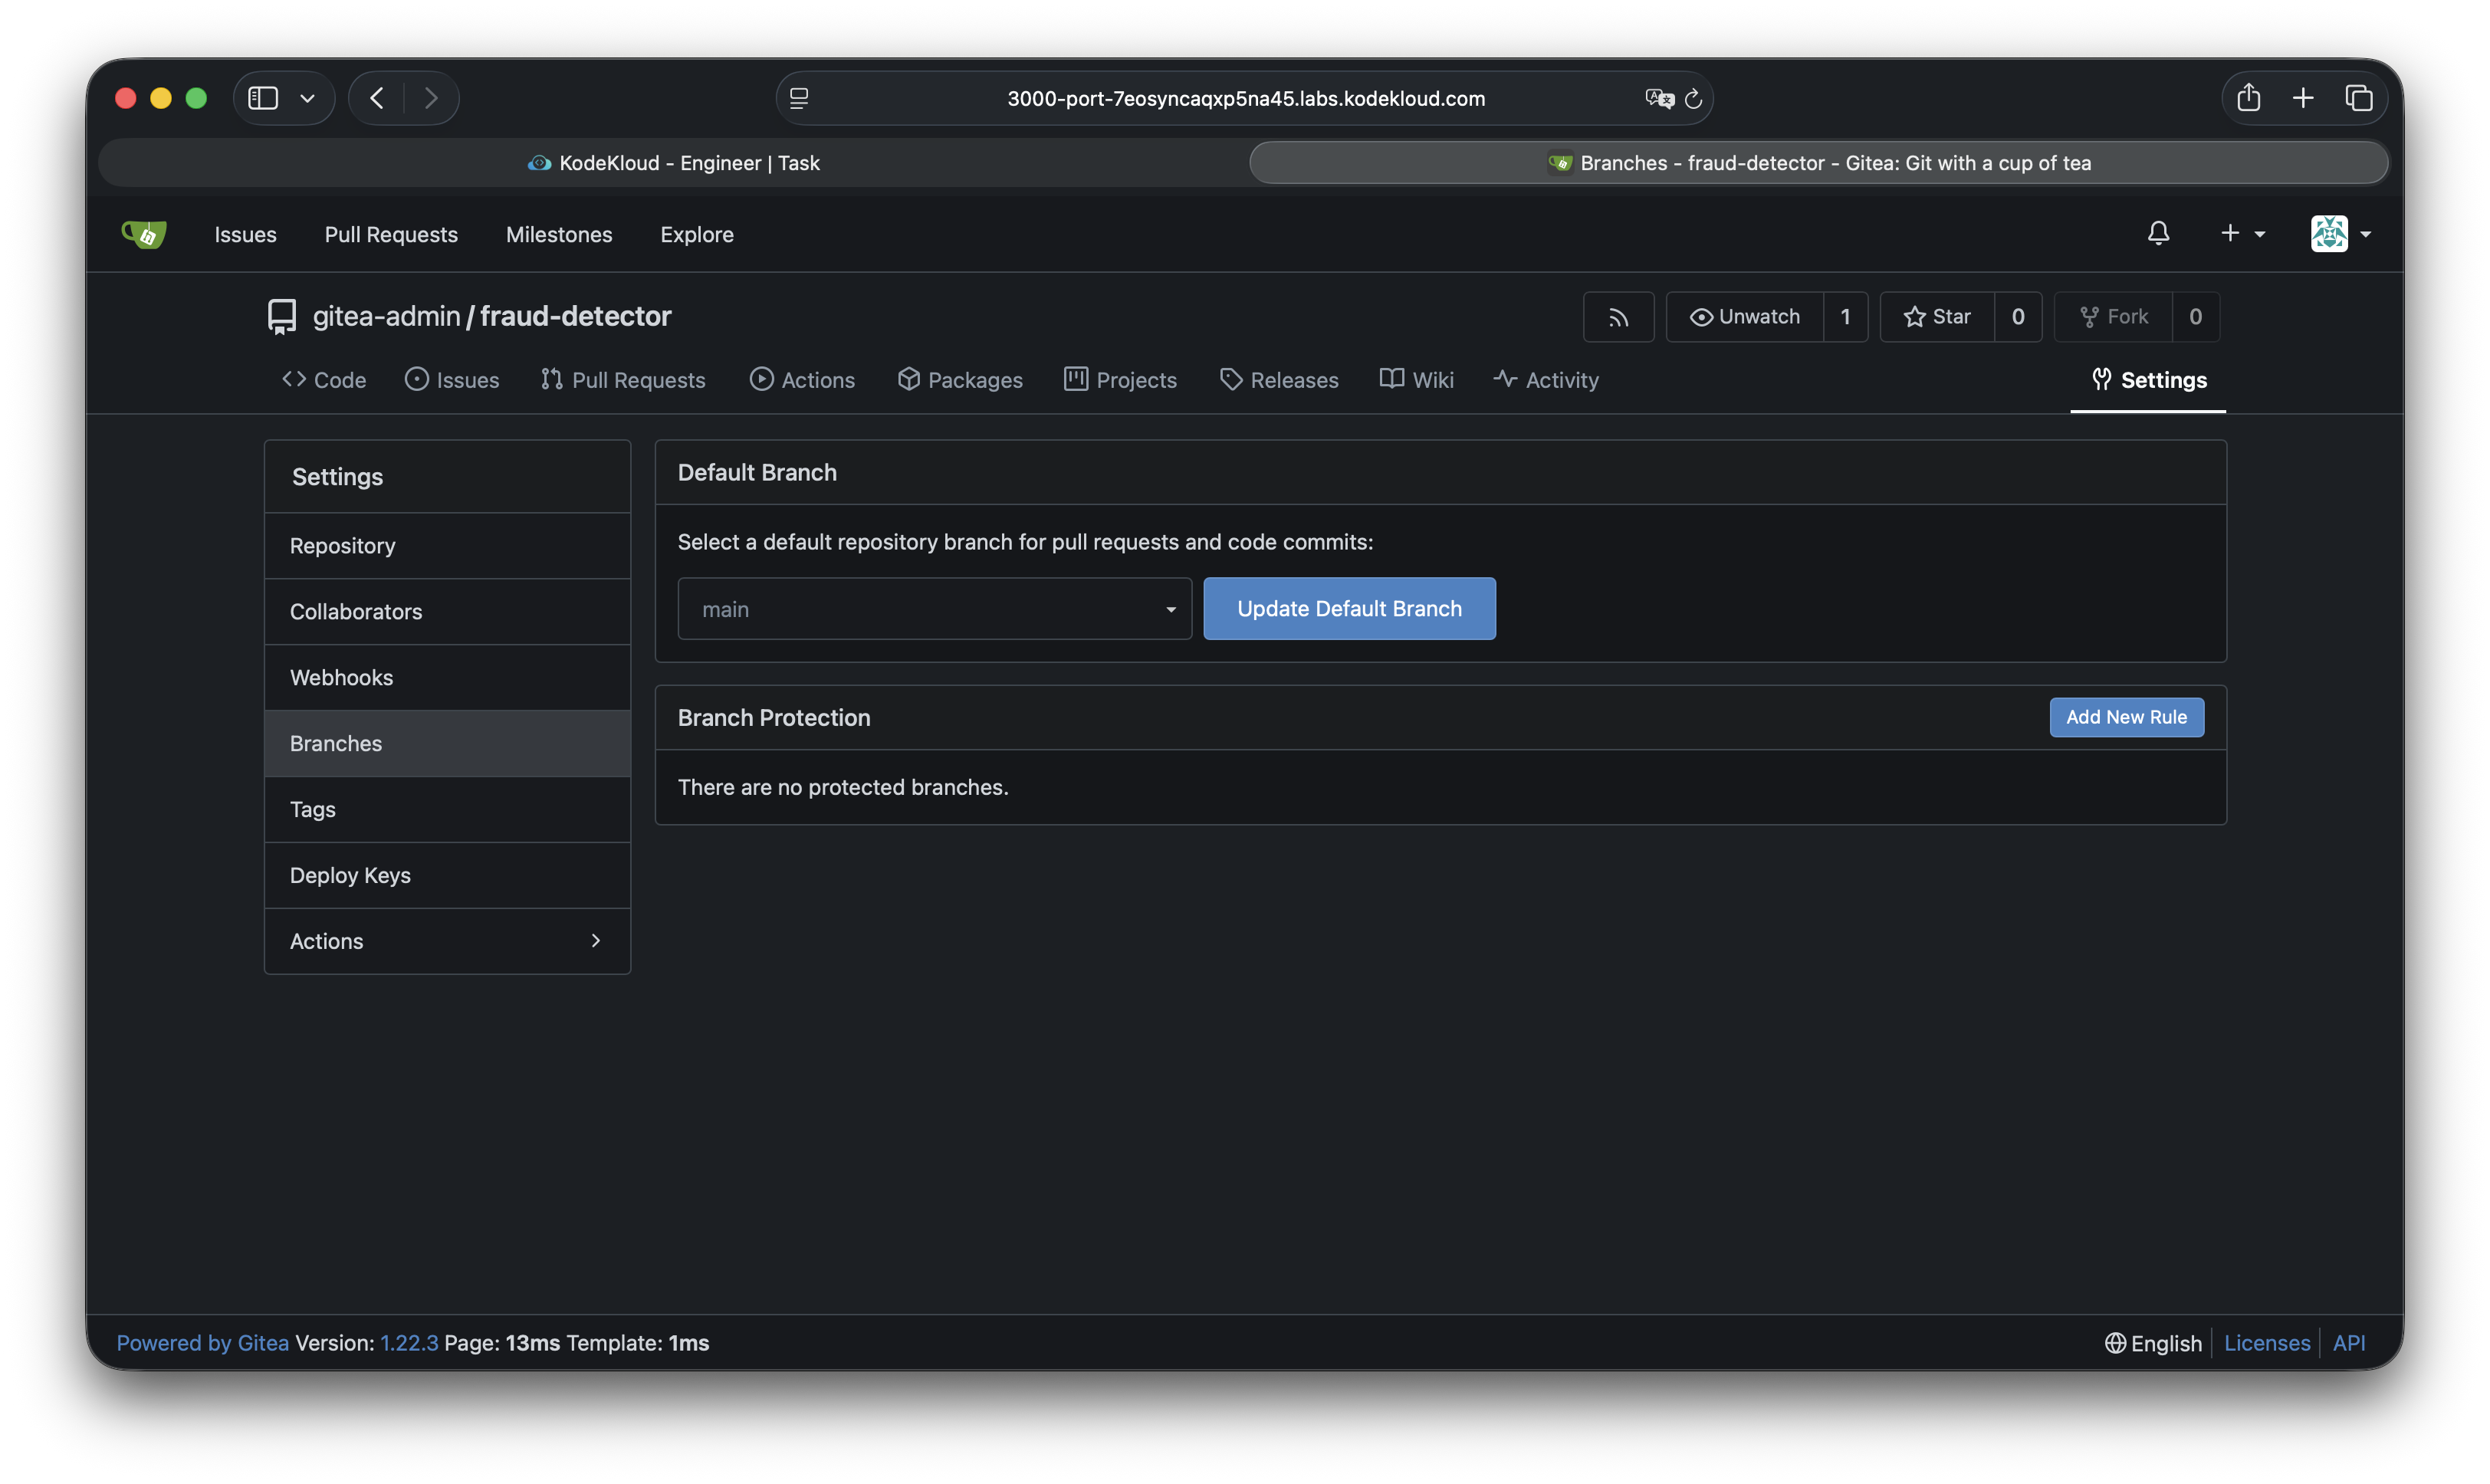 3000-port-7eosyncaqxp5na45.labs.kodekloud.com
KodeKloud - Engineer | Task
Branches - fraud-detector - Gitea: Git with a cup of tea
Issues Pull Requests Milestones Explore
gitea-admin / fraud-detector
Unwatch 1 Star 0 Fork 0
Code Issues Pull Requests Actions Packages Projects Releases Wiki Activity Settings
Settings
Repository
Collaborators
Webhooks
Branches
Tags
Deploy Keys
Actions
Default Branch
Select a default repository branch for pull requests and code commits:
main Update Default Branch
Branch Protection Add New Rule
There are no protected branches.
Powered by Gitea Version: 1.22.3 Page: 13ms Template: 1ms
English Licenses API